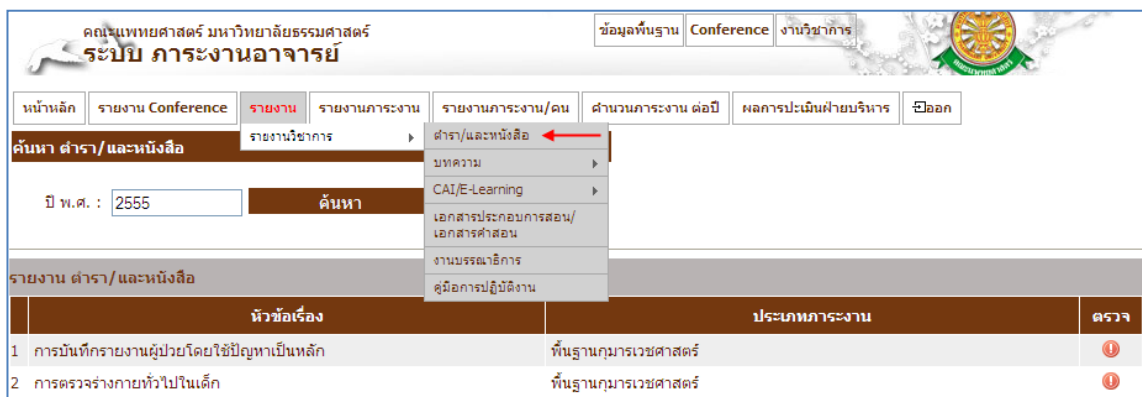 คณะแพทยศาสตร์ มหาวิทยาลัยธรรมศาสตร์
ระบบ ภาระงานอาจารย์
ข้อมูลพื้นฐาน Conference งานวิชาการ
หน้าหลัก รายงาน Conference รายงาน รายงานภาระงาน รายงานภาระงาน/คน คำนวนภาระงาน ต่อปี ผลการประเมินฝ่ายบริหาร ออก
รายงานวิชาการ
ตำรา/และหนังสือ
บทความ
CAI/E-Learning
เอกสารประกอบการสอน/
เอกสารคำสอน
งานบรรณาธิการ
คู่มือการปฏิบัติงาน
ค้นหา ตำรา/และหนังสือ
ปี พ.ศ. : 2555 ค้นหา
รายงาน ตำรา/และหนังสือ
หัวข้อเรื่อง ประเภทภาระงาน ตรวจ
1 การบันทึกรายงานผู้ป่วยโดยใช้ปัญหาเป็นหลัก พื้นฐานกุมารเวชศาสตร์
2 การตรวจร่างกายทั่วไปในเด็ก พื้นฐานกุมารเวชศาสตร์